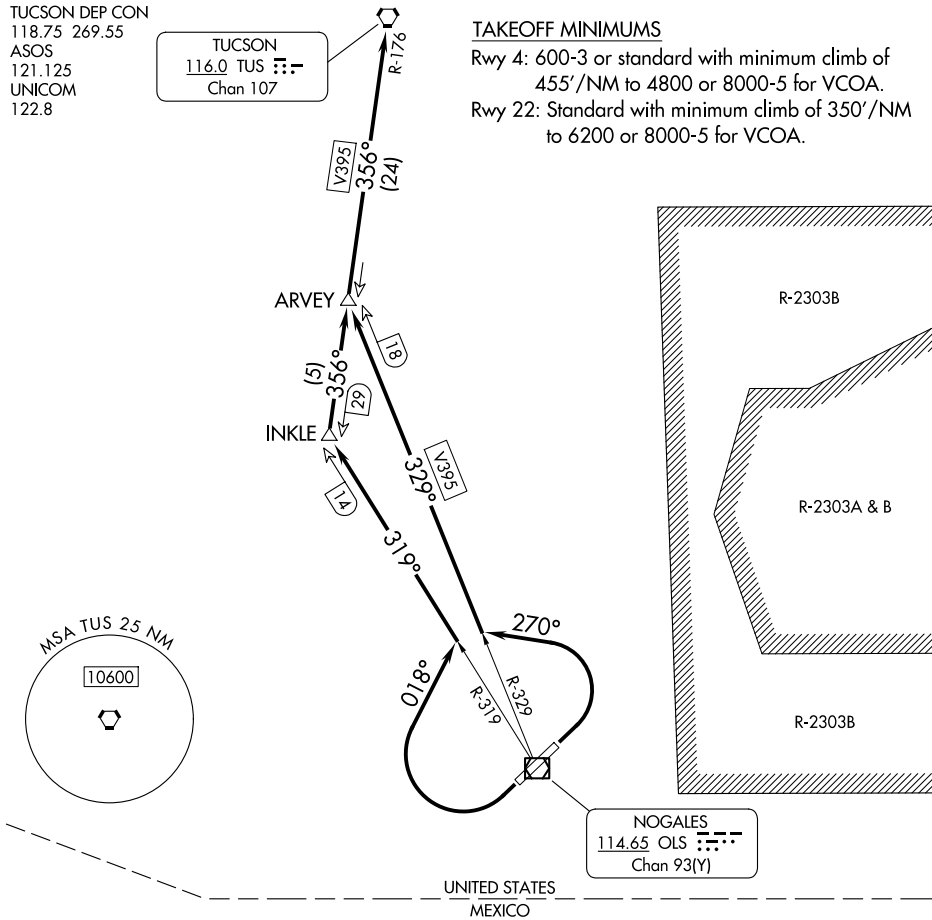 TUCSON DEP CON
118.75 269.55
ASOS
121.125
UNICOM
122.8
TUCSON
116.0 TUS
Chan 107
R-176
TAKEOFF MINIMUMS
Rwy 4: 600-3 or standard with minimum climb of
455'/NM to 4800 or 8000-5 for VCOA.
Rwy 22: Standard with minimum climb of 350'/NM
to 6200 or 8000-5 for VCOA.
V395
356°
(24)
R-2303B
ARVEY
18
(5)
356°
29
INKLE
14
V395
329°
319°
R-2303A & B
MSA TUS 25 NM
10600
018°
270°
R-319
R-329
R-2303B
NOGALES
114.65 OLS
Chan 93(Y)
UNITED STATES
MEXICO